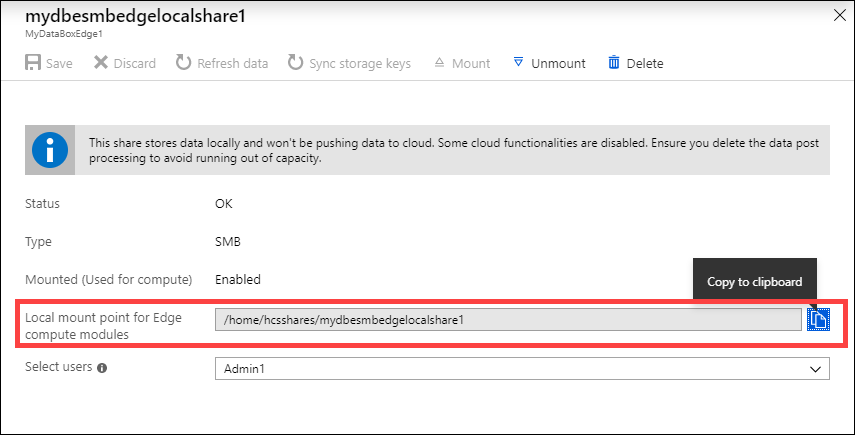 mydbesmbedgelocalshare1
MyDataBoxEdge1
Save Discard Refresh data Sync storage keys Mount Unmount Delete
This share stores data locally and won't be pushing data to cloud. Some cloud functionalities are disabled. Ensure you delete the data post
processing to avoid running out of capacity.
Status OK
Type SMB
Mounted (Used for compute) Enabled
Copy to clipboard
Local mount point for Edge
compute modules
/home/hcsshares/mydbesmbedgelocalshare1
Select users Admin1